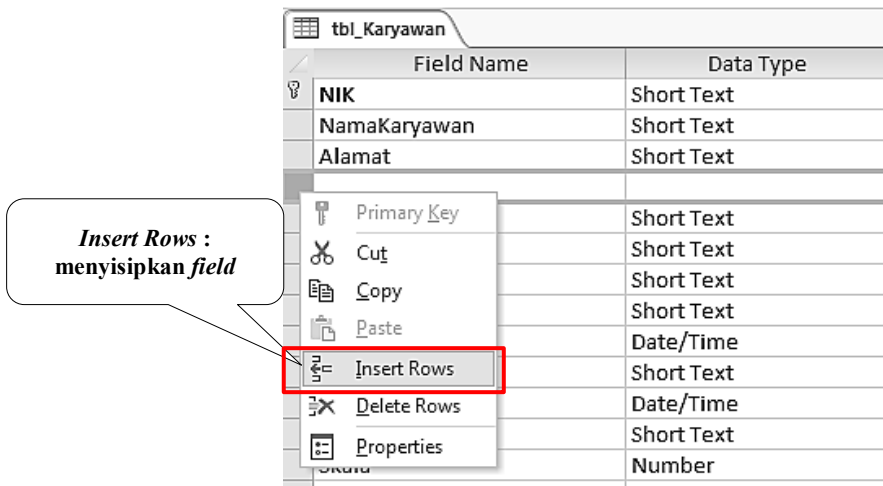 tbl_Karyawan
Field Name Data Type
NIK Short Text
NamaKaryawan Short Text
Alamat Short Text
Insert Rows :
menyisipkan field
Primary Key
Cut
Copy
Paste
Insert Rows
Delete Rows
Properties
Short Text
Short Text
Short Text
Short Text
Date/Time
Short Text
Date/Time
Short Text
Number